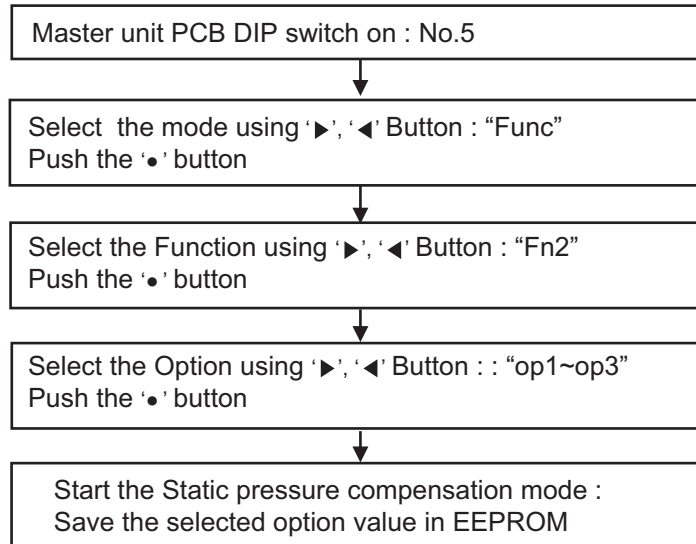 Master unit PCB DIP switch on : No.5
Select the mode using ‘▶’, ‘◀’ Button : “Func”
Push the ‘●’ button
Select the Function using ‘▶’, ‘◀’ Button : “Fn2”
Push the ‘●’ button
Select the Option using ‘▶’, ‘◀’ Button : : “op1~op3”
Push the ‘●’ button
Start the Static pressure compensation mode :
Save the selected option value in EEPROM